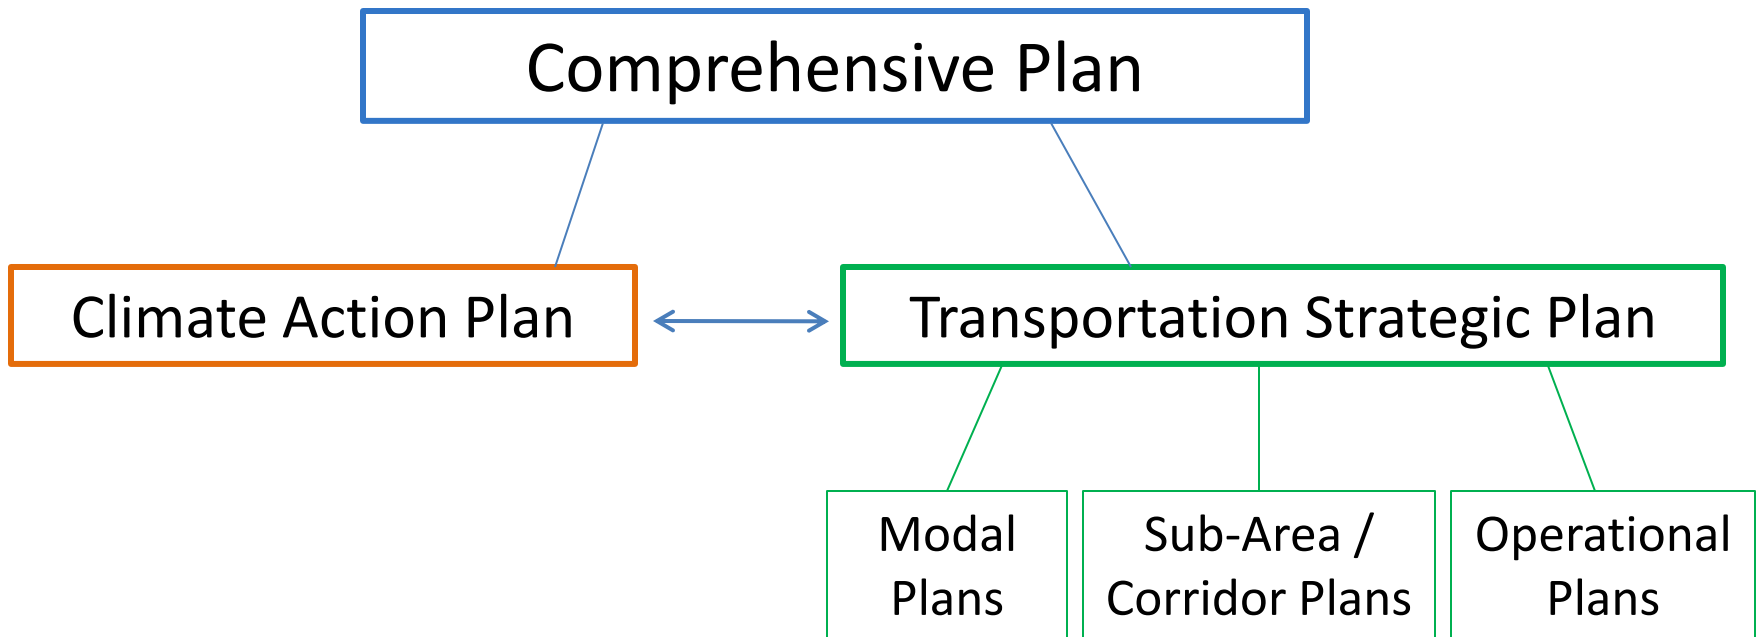 Comprehensive Plan
Climate Action Plan
Transportation Strategic Plan
Modal
Plans
Sub-Area /
Corridor Plans
Operational
Plans